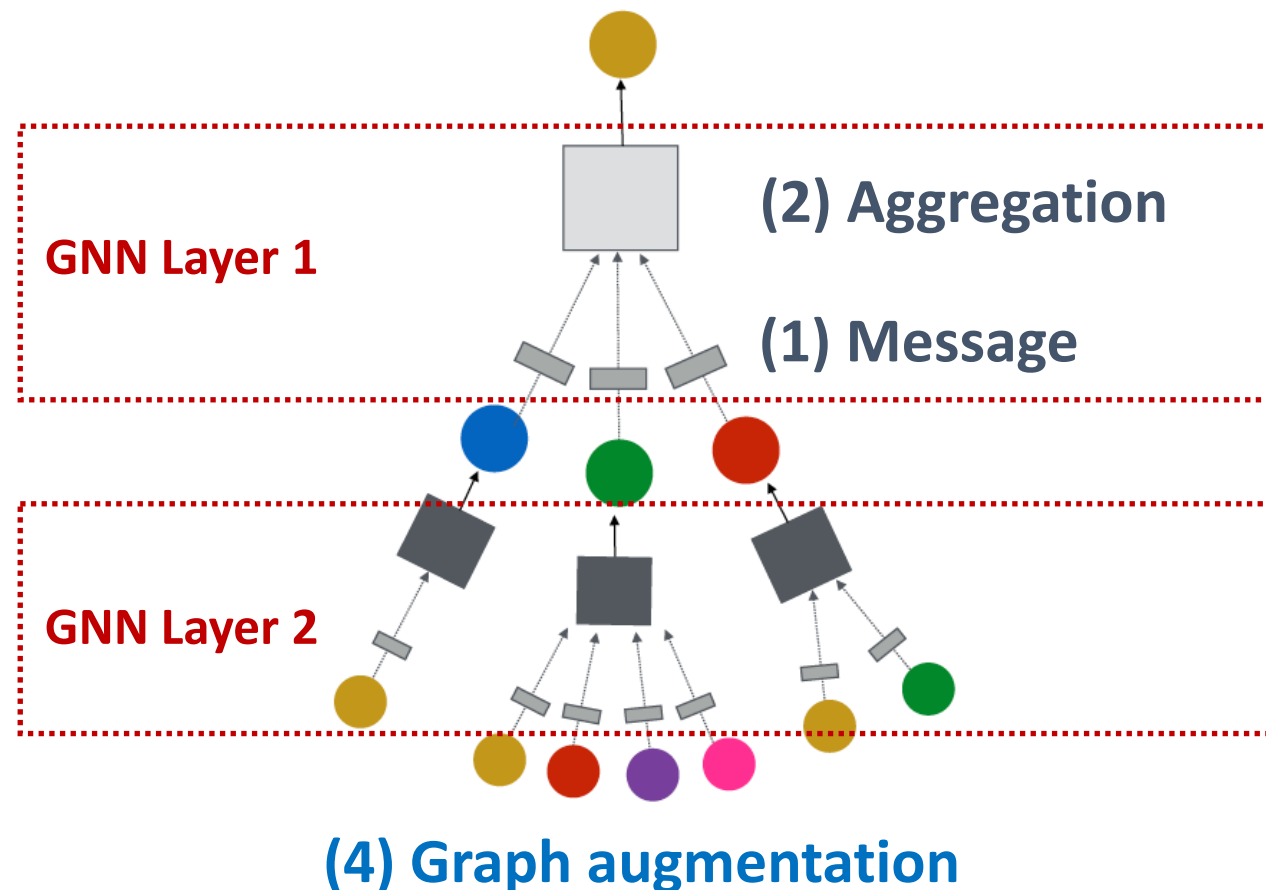 (2) Aggregation
GNN Layer 1
(1) Message
GNN Layer 2
(4) Graph augmentation